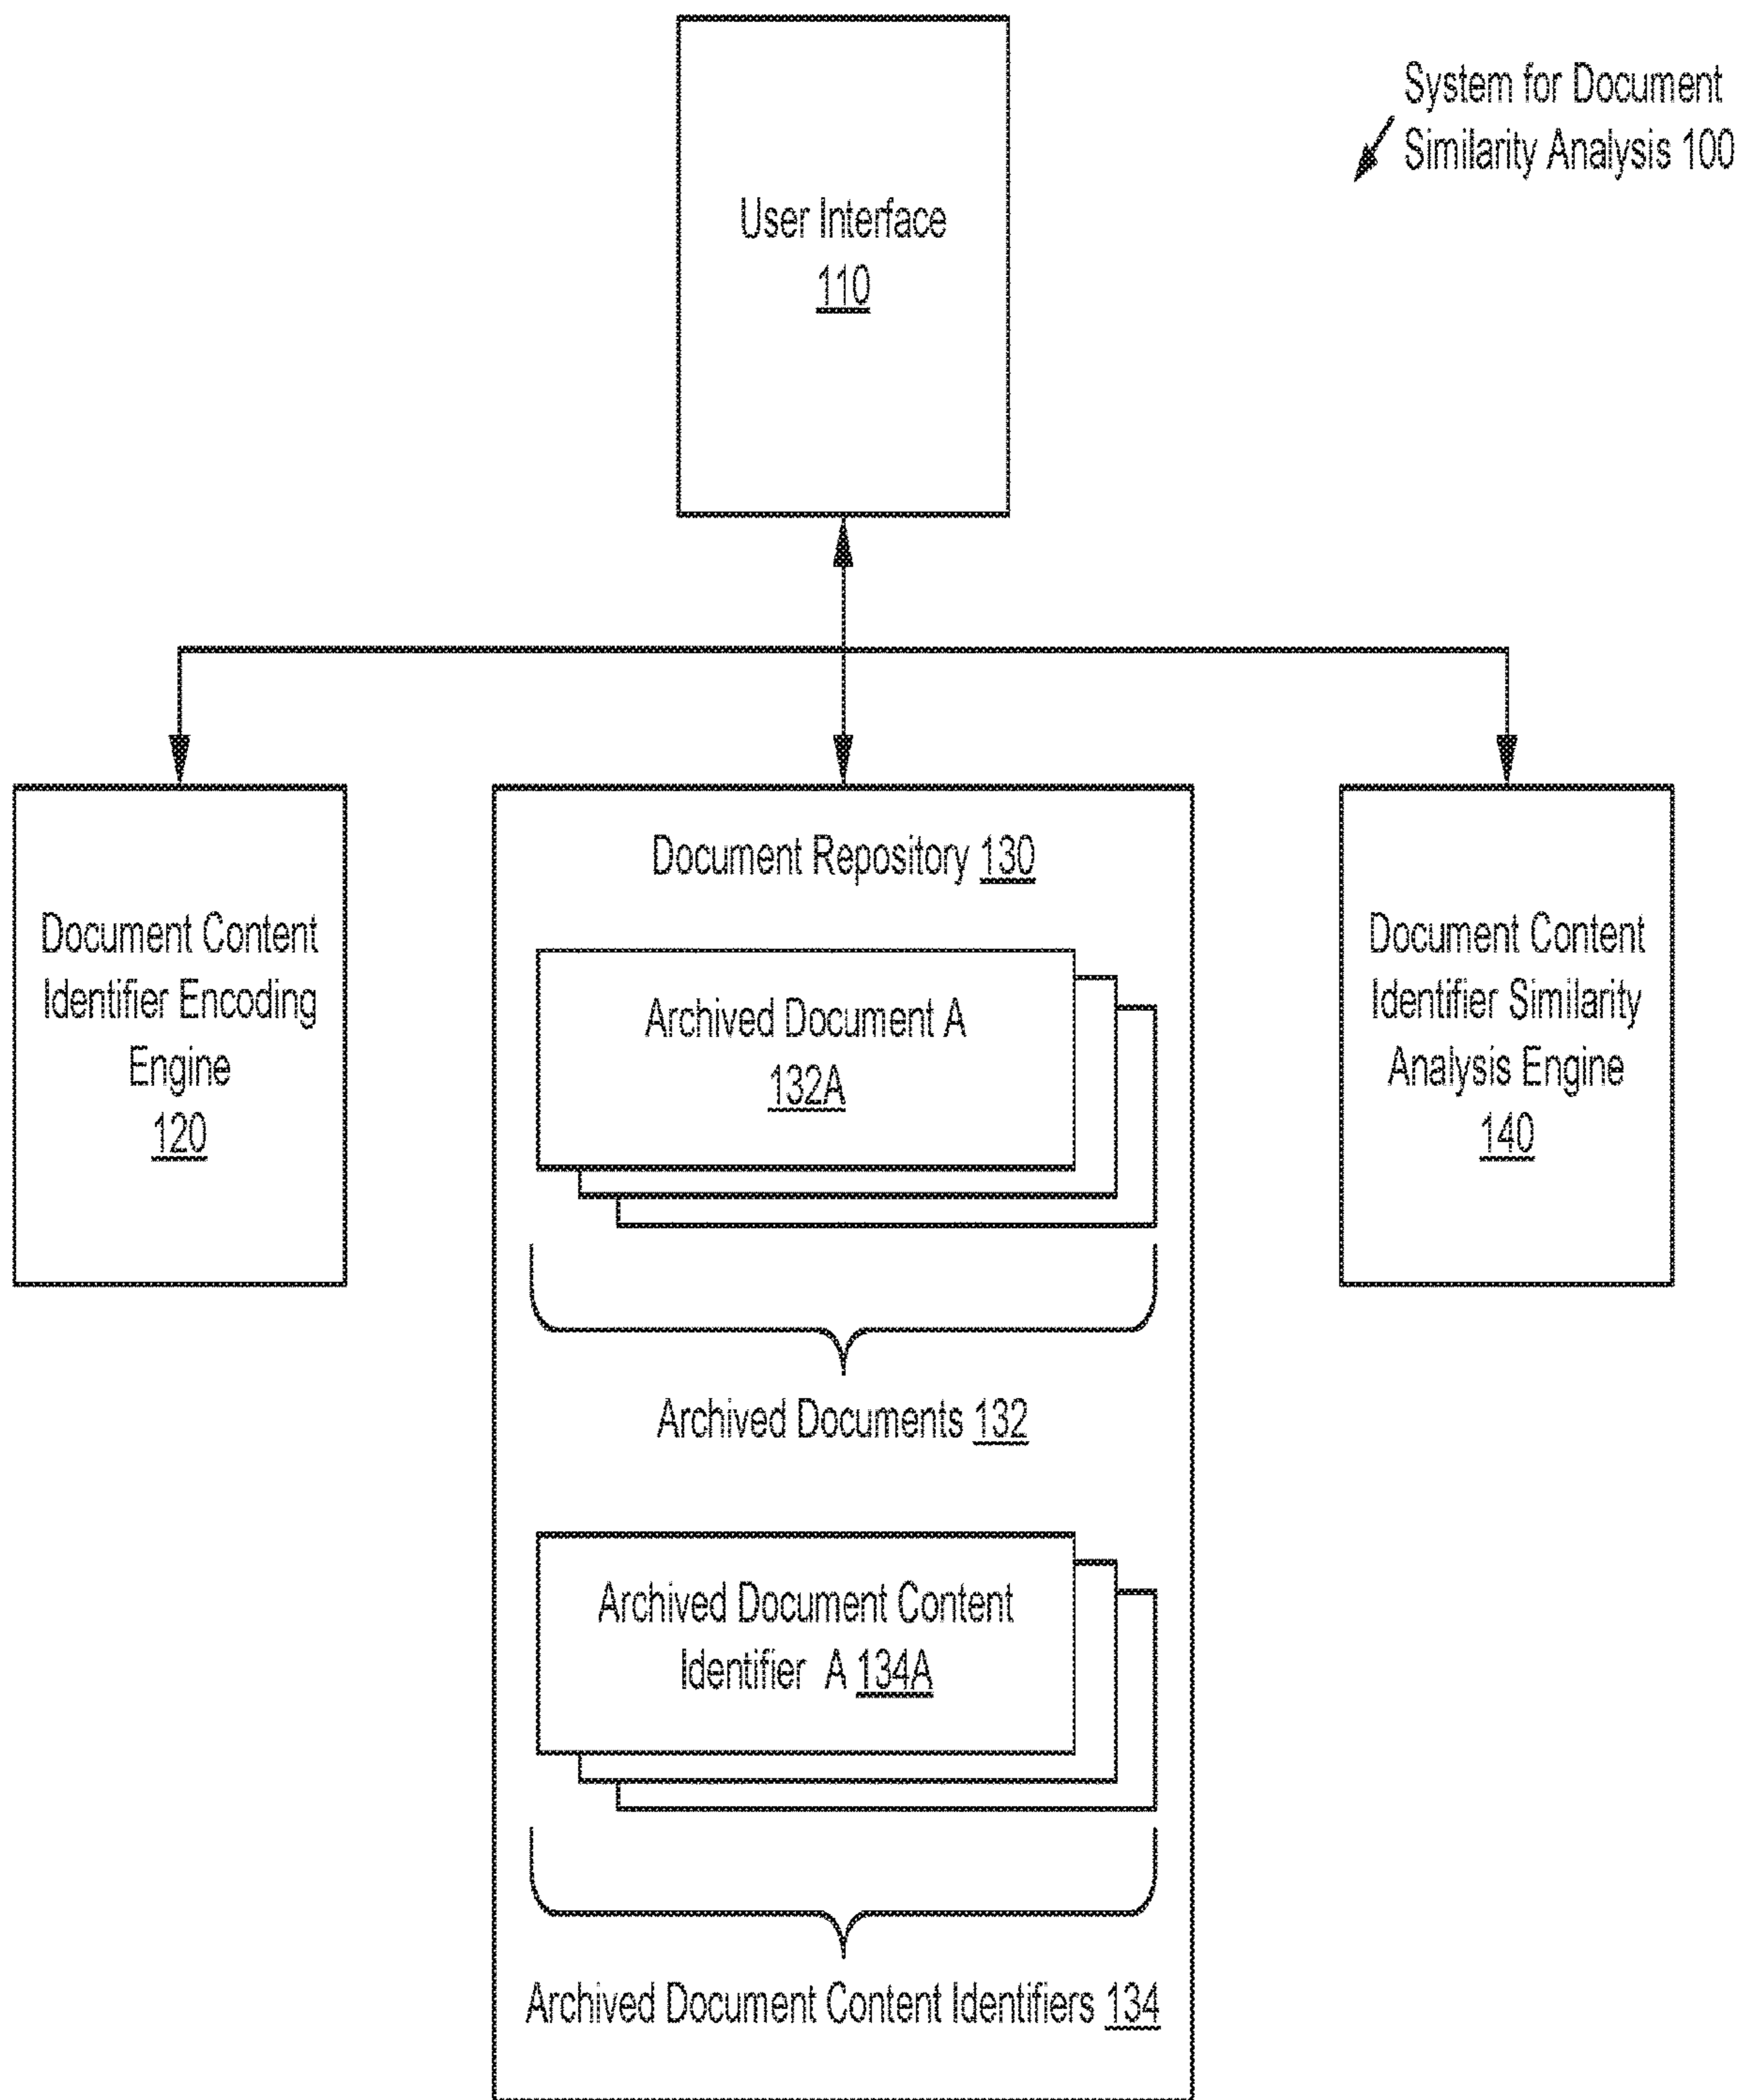 System for Document
Similarity Analysis 100
User Interface
110
Document Content
Identifier Encoding
Engine
120
Document Repository 130
Archived Document A
132A
Archived Documents 132
Archived Document Content
Identifier A 134A
Archived Document Content Identifiers 134
Document Content
Identifier Similarity
Analysis Engine
140